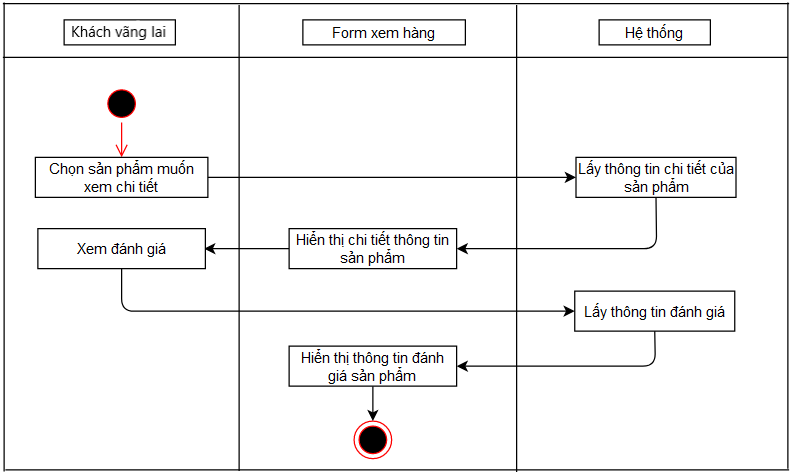 Khách vãng lai
Form xem hàng
Hệ thống
Chọn sản phẩm muốn
xem chi tiết
Lấy thông tin chi tiết của
sản phẩm
Hiển thị chi tiết thông tin
sản phẩm
Xem đánh giá
Lấy thông tin đánh giá
Hiển thị thông tin đánh
giá sản phẩm